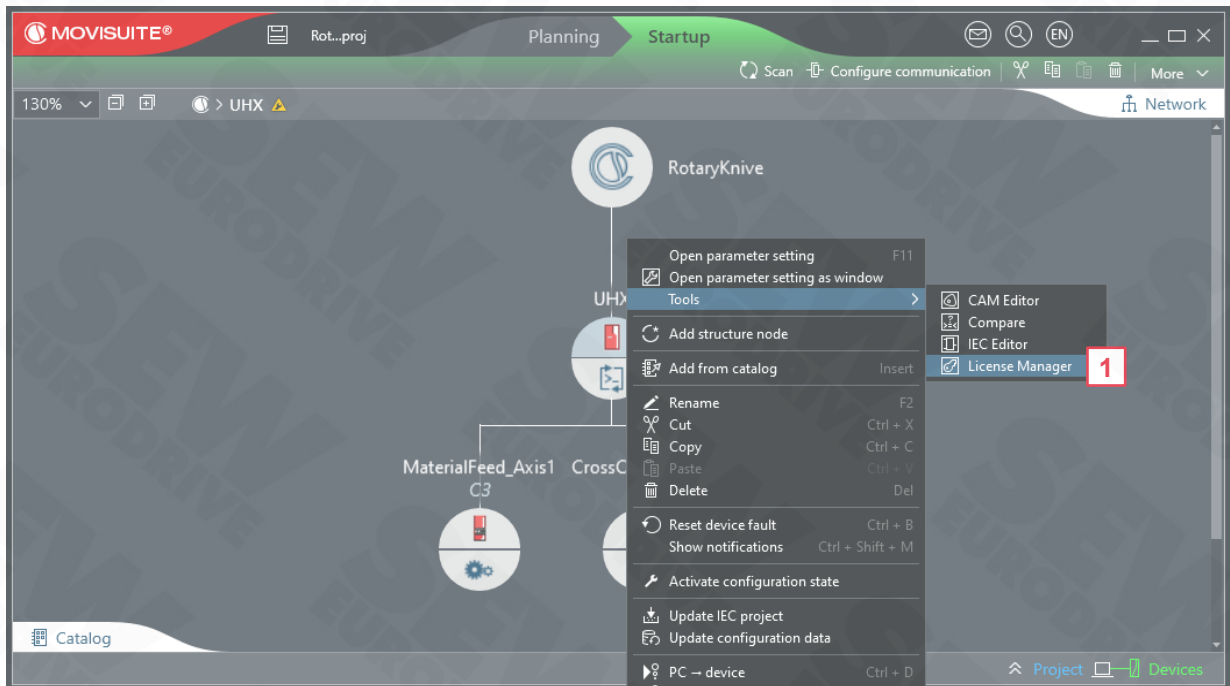 MOVISUITE®
Rot...proj
Planning
Startup
EN
Scan
Configure communication
More
130%
> UHX
Network
RotaryKnive
UHX
MaterialFeed_Axis1
C3
CrossC
Open parameter setting F11
Open parameter setting as window
Tools
Add structure node
Add from catalog Insert
Rename F2
Cut Ctrl + X
Copy Ctrl + C
Paste Ctrl + V
Delete Del
Reset device fault Ctrl + B
Show notifications Ctrl + Shift + M
Activate configuration state
Update IEC project
Update configuration data
PC → device Ctrl + D
CAM Editor
Compare
IEC Editor
License Manager
1
Catalog
Project
Devices
SEW
EURODRIVE